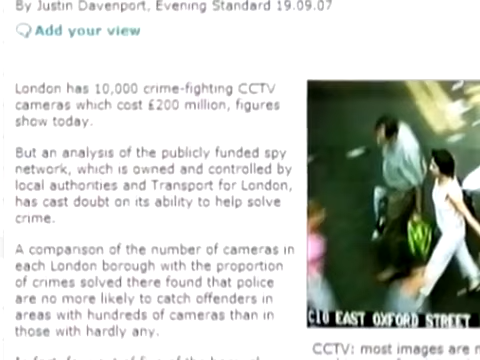 By Justin Davenport, Evening Standard 19.09.07
Add your view
London has 10,000 crime-fighting CCTV
cameras which cost £200 million, figures
show today.
But an analysis of the publicly funded spy
network, which is owned and controlled by
local authorities and Transport for London,
has cast doubt on its ability to help solve
crime.
A comparison of the number of cameras in
each London borough with the proportion
of crimes solved there found that police
are no more likely to catch offenders in
areas with hundreds of cameras than in
those with hardly any.
C10 EAST OXFORD STREET
CCTV: most images are